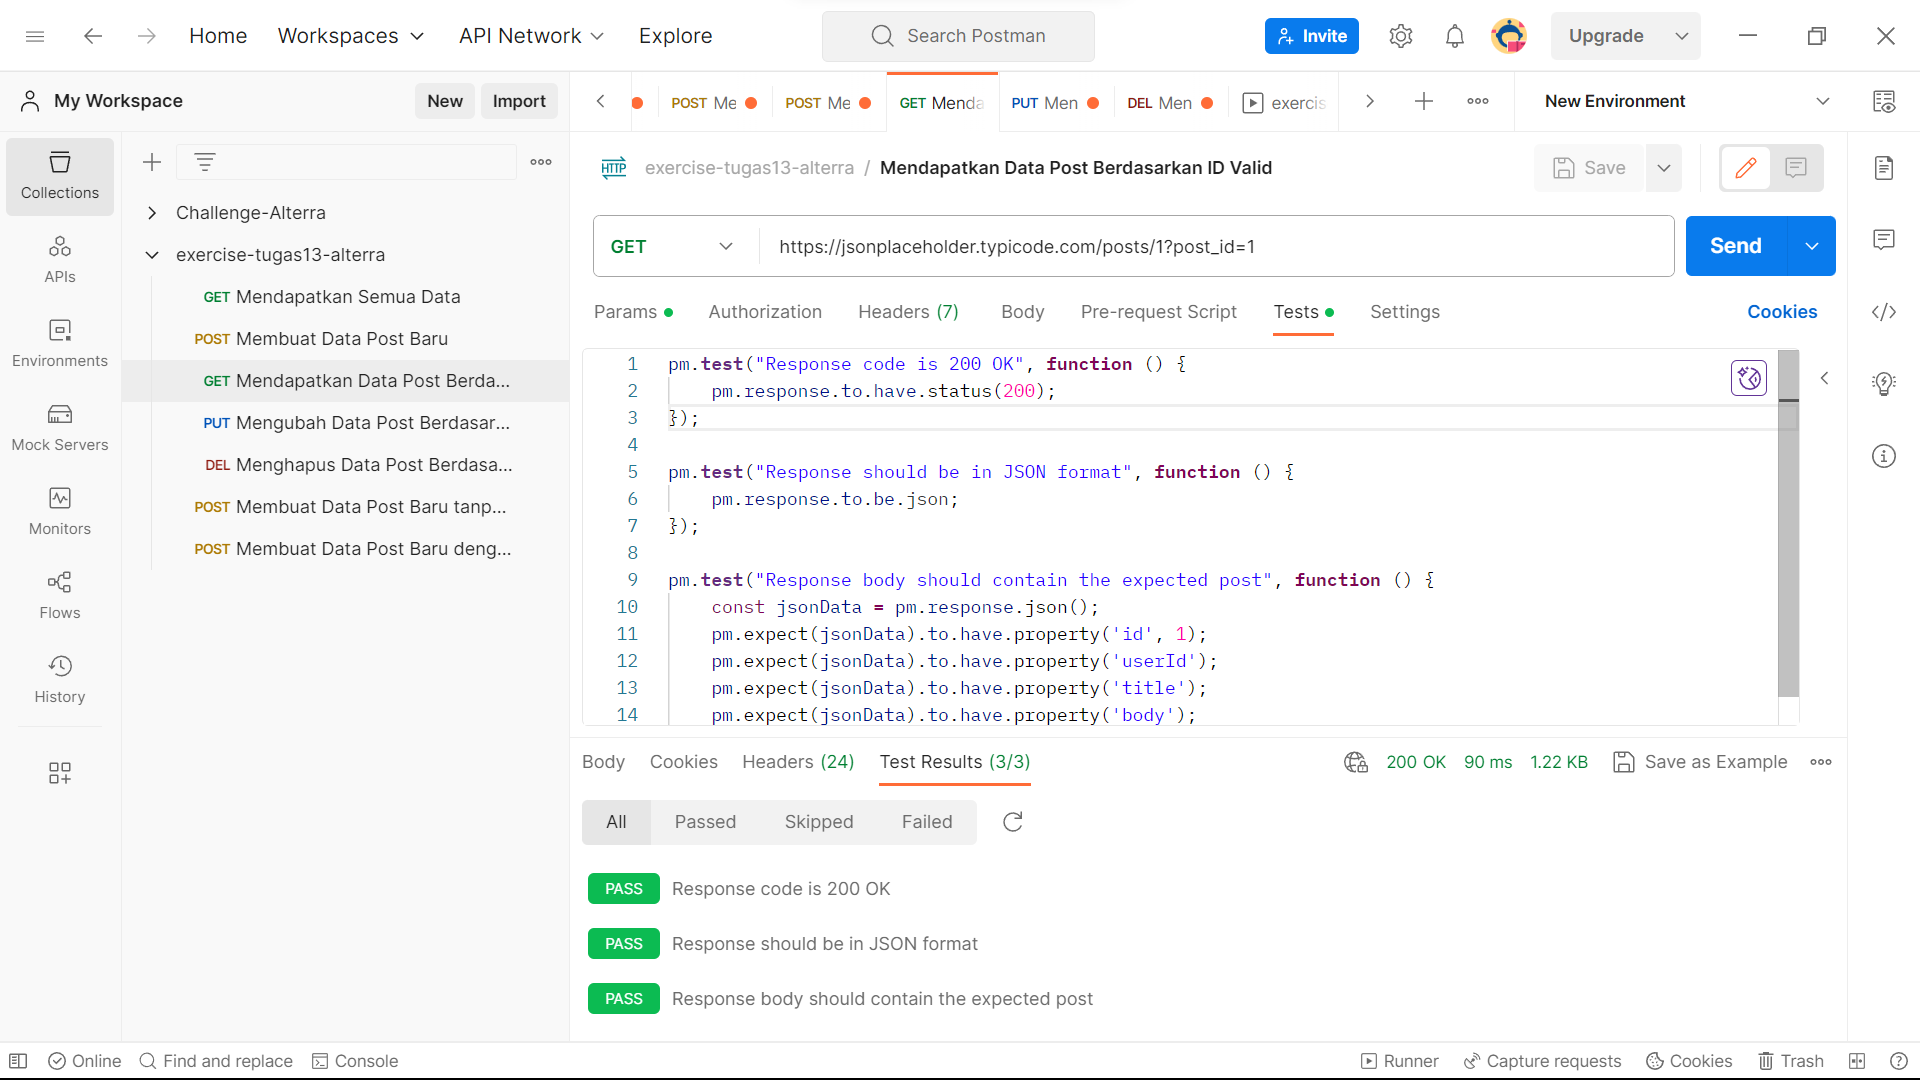 Home Workspaces API Network Explore Search Postman Invite Upgrade
My Workspace New Import POST Me POST Me GET Menda PUT Men DEL Men exercis New Environment
Collections
APIs
Environments
Mock Servers
Monitors
Flows
History
Challenge-Alterra
exercise-tugas13-alterra
GET Mendapatkan Semua Data
POST Membuat Data Post Baru
GET Mendapatkan Data Post Berda...
PUT Mengubah Data Post Berdasar...
DEL Menghapus Data Post Berdasa...
POST Membuat Data Post Baru tanp...
POST Membuat Data Post Baru deng...
HTTP exercise-tugas13-alterra / Mendapatkan Data Post Berdasarkan ID Valid Save
GET https://jsonplaceholder.typicode.com/posts/1?post_id=1 Send
Params Authorization Headers (7) Body Pre-request Script Tests Settings Cookies
1 pm.test("Response code is 200 OK", function () {
2 pm.response.to.have.status(200);
3 });
4
5 pm.test("Response should be in JSON format", function () {
6 pm.response.to.be.json;
7 });
8
9 pm.test("Response body should contain the expected post", function () {
10 const jsonData = pm.response.json();
11 pm.expect(jsonData).to.have.property('id', 1);
12 pm.expect(jsonData).to.have.property('userId');
13 pm.expect(jsonData).to.have.property('title');
14 pm.expect(jsonData).to.have.property('body');
Body Cookies Headers (24) Test Results (3/3) 200 OK 90 ms 1.22 KB Save as Example
All Passed Skipped Failed
PASS Response code is 200 OK
PASS Response should be in JSON format
PASS Response body should contain the expected post
Online Find and replace Console Runner Capture requests Cookies Trash